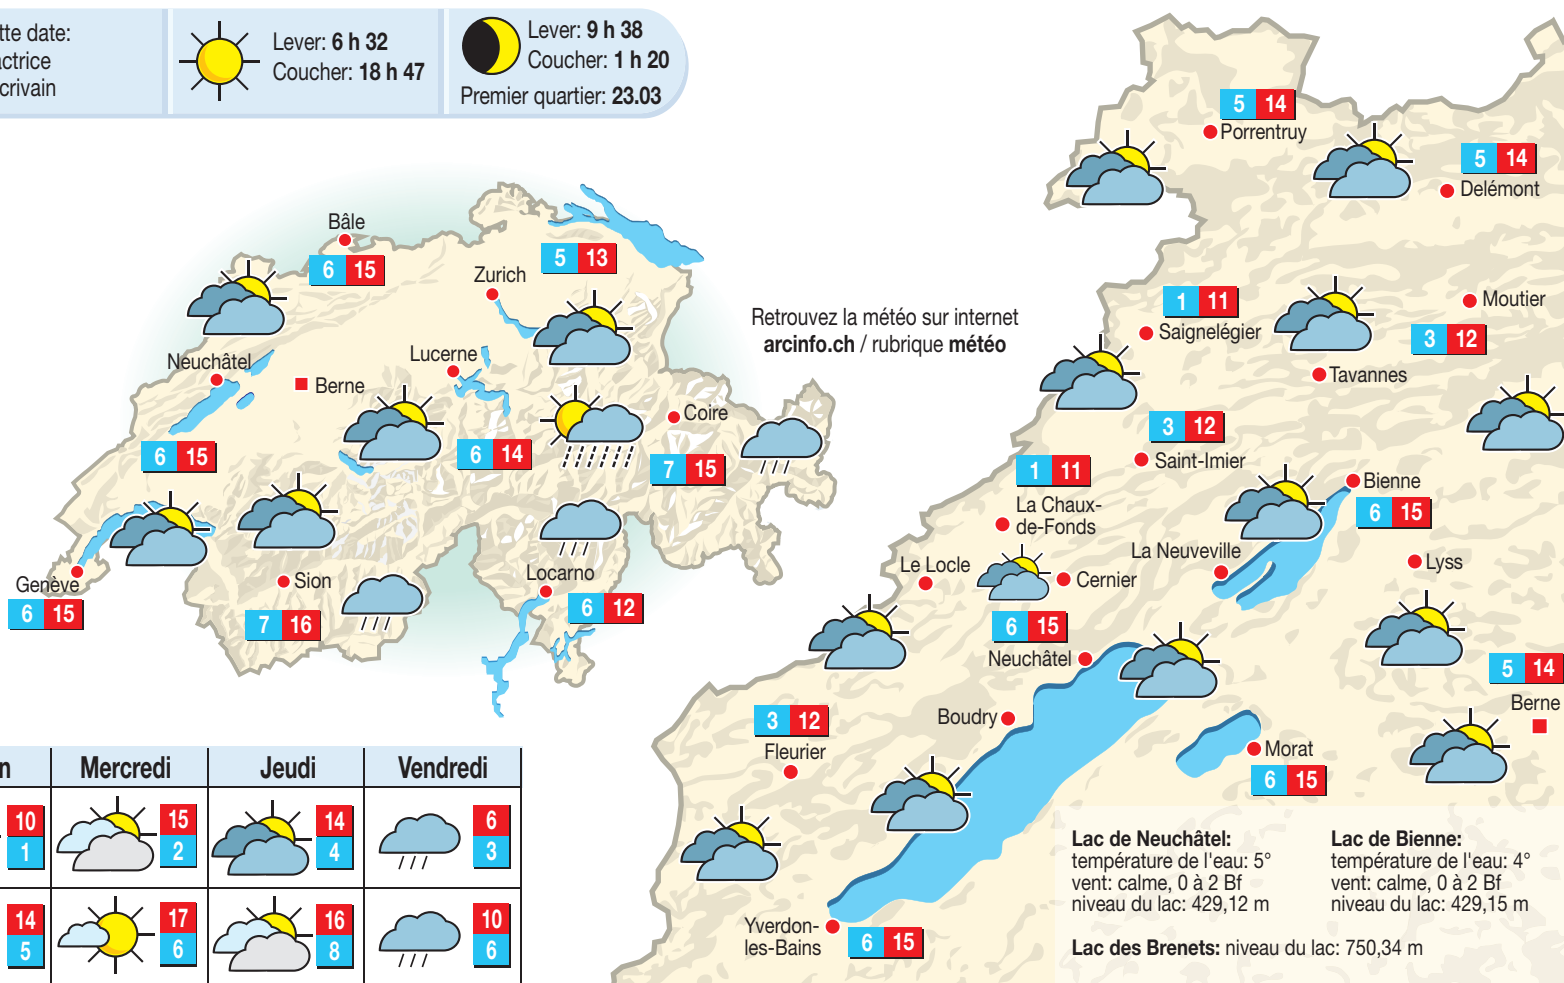 tte date:
ctrice
crivain
Lever: 6 h 32
Coucher: 18 h 47
Lever: 9 h 38
Coucher: 1 h 20
Premier quartier: 23.03
Bâle
6 15
Zurich
5 13
Neuchâtel
6 15
Berne
Lucerne
6 14
Coire
7 15
Genève
6 15
Sion
7 16
Locarno
6 12
Retrouvez la météo sur internet
arcinfo.ch / rubrique météo
n
Mercredi
Jeudi
Vendredi
10
1
15
2
14
4
6
3
14
5
17
6
16
8
10
6
5 14
Porrentruy
5 14
Delémont
1 11
Saignelégier
Moutier
3 12
Tavannes
3 12
Saint-Imier
1 11
La Chaux-
de-Fonds
Bienne
6 15
La Neuveville
Lyss
Le Locle
Cernier
6 15
Neuchâtel
5 14
Berne
3 12
Fleurier
Boudry
Morat
6 15
Yverdon-
les-Bains
6 15
Lac de Neuchâtel:
température de l'eau: 5°
vent: calme, 0 à 2 Bf
niveau du lac: 429,12 m
Lac de Bienne:
température de l'eau: 4°
vent: calme, 0 à 2 Bf
niveau du lac: 429,15 m
Lac des Brenets: niveau du lac: 750,34 m